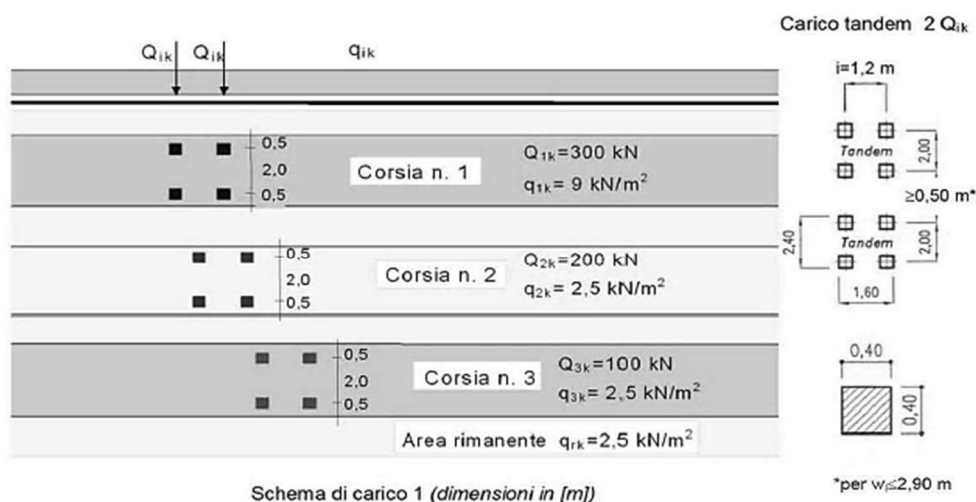 Carico tandem 2 Qik
Qik Qik qik
i=1,2 m
0,5
2,0
0,5
Corsia n. 1
Q1k=300 kN
q1k= 9 kN/m²
Tandem
2,00
≥0,50 m*
0,5
2,0
0,5
Corsia n. 2
Q2k=200 kN
q2k= 2,5 kN/m²
2,40
Tandem
2,00
1,60
0,5
2,0
0,5
Corsia n. 3
Q3k=100 kN
q3k= 2,5 kN/m²
0,40
0,40
Area rimanente qrk=2,5 kN/m²
Schema di carico 1 (dimensioni in [m])
*per wl≤2,90 m